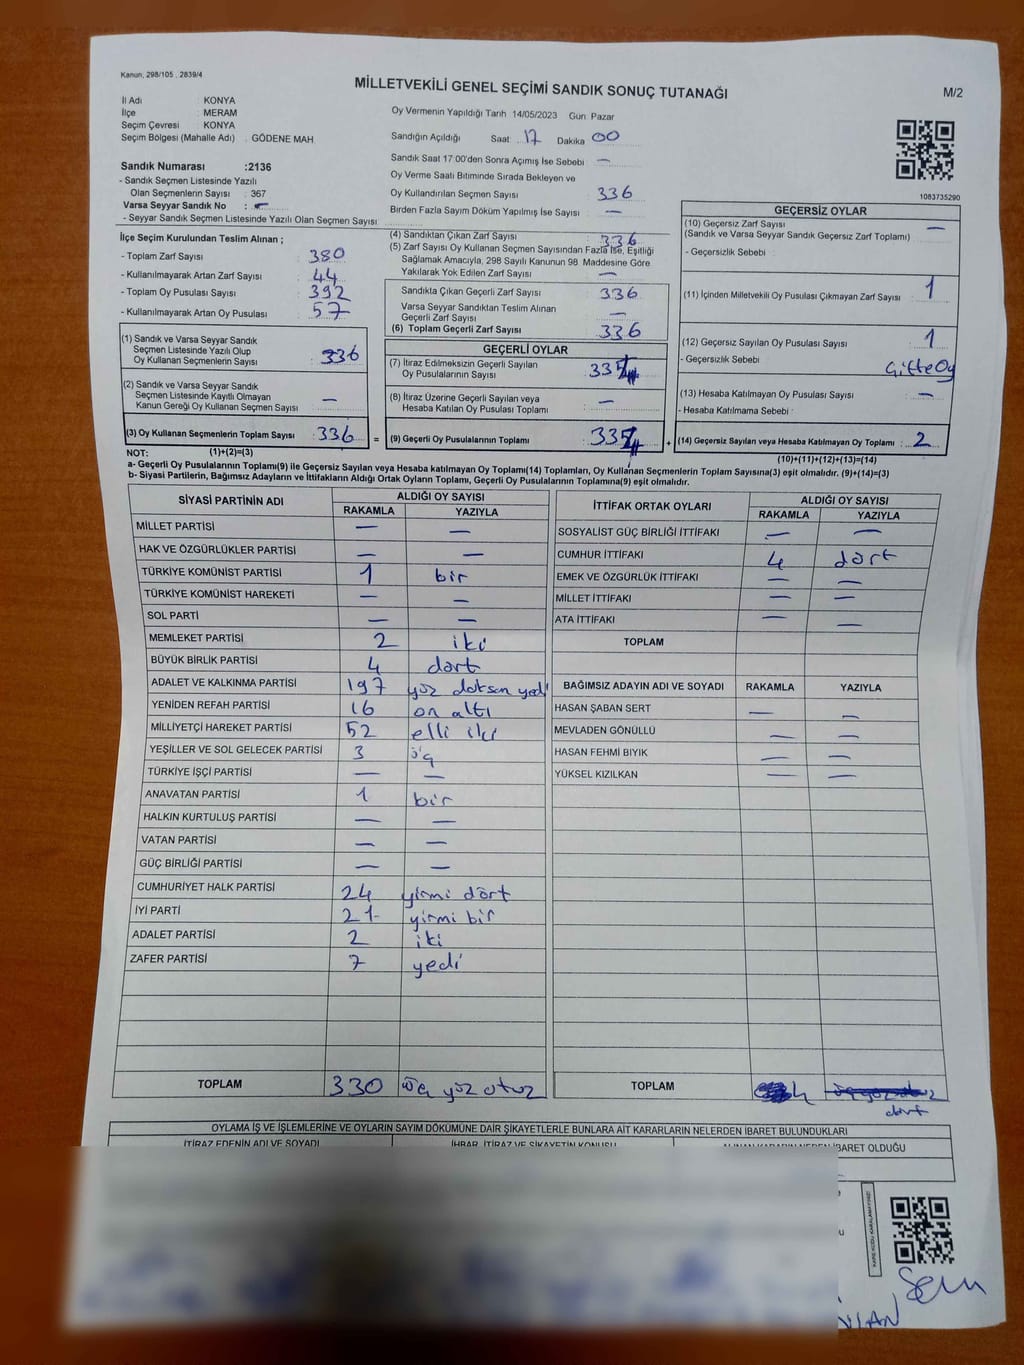 Kanun, 298/105 , 2839/4
MİLLETVEKİLİ GENEL SEÇİMİ SANDIK SONUÇ TUTANAĞI
M/2
İl Adı : KONYA
İlçe : MERAM
Seçim Çevresi : KONYA
Seçim Bölgesi (Mahalle Adı) : GÖDENE MAH
Oy Vermenin Yapıldığı Tarih 14/05/2023 Gün Pazar
Sandığın Açıldığı Saat 17 Dakika 00
Sandık Saat 17 00'den Sonra Açımış İse Sebebi —
Oy Verme Saati Bitiminde Sırada Bekleyen ve
Oy Kullandırılan Seçmen Sayısı 336
Birden Fazla Sayım Döküm Yapılmış İse Sayısı —
1083735290
Sandık Numarası :2136
- Sandık Seçmen Listesinde Yazılı
Olan Seçmenlerin Sayısı : 367
Varsa Seyyar Sandık No : —
- Seyyar Sandık Seçmen Listesinde Yazılı Olan Seçmen Sayısı:
İlçe Seçim Kurulundan Teslim Alınan ;
- Toplam Zarf Sayısı 380
- Kullanılmayarak Artan Zarf Sayısı 44
- Toplam Oy Pusulası Sayısı 392
- Kullanılmayarak Artan Oy Pusulası 57
(1) Sandık ve Varsa Seyyar Sandık
Seçmen Listesinde Yazılı Olup
Oy Kullanan Seçmenlerin Sayısı 336
(2) Sandık ve Varsa Seyyar Sandık
Seçmen Listesinde Kayıtlı Olmayan
Kanun Gereği Oy Kullanan Seçmen Sayısı —
(3) Oy Kullanan Seçmenlerin Toplam Sayısı 336 =
(4) Sandıktan Çıkan Zarf Sayısı 336
(5) Zarf Sayısı Oy Kullanan Seçmen Sayısından Fazla İse, Eşitliği
Sağlamak Amacıyla, 298 Sayılı Kanunun 98. Maddesine Göre
Yakılarak Yok Edilen Zarf Sayısı —
Sandıkta Çıkan Geçerli Zarf Sayısı 336
Varsa Seyyar Sandıktan Teslim Alınan
Geçerli Zarf Sayısı —
(6) Toplam Geçerli Zarf Sayısı 336
GEÇERLİ OYLAR
(7) İtiraz Edilmeksizin Geçerli Sayılan
Oy Pusulalarının Sayısı 334
(8) İtiraz Üzerine Geçerli Sayılan veya
Hesaba Katılan Oy Pusulası Toplamı —
(9) Geçerli Oy Pusulalarının Toplamı 334 +
GEÇERSİZ OYLAR
(10) Geçersiz Zarf Sayısı —
(Sandık ve Varsa Seyyar Sandık Geçersiz Zarf Toplamı)
- Geçersizlik Sebebi :
(11) İçinden Milletvekili Oy Pusulası Çıkmayan Zarf Sayısı 1
(12) Geçersiz Sayılan Oy Pusulası Sayısı 1
- Geçersizlik Sebebi : Çifte Oy
(13) Hesaba Katılmayan Oy Pusulası Sayısı —
- Hesaba Katılmama Sebebi :
(14) Geçersiz Sayılan veya Hesaba Katılmayan Oy Toplamı : 2
NOT: (1)+(2)=(3)
(10)+(11)+(12)+(13)=(14)
a- Geçerli Oy Pusulalarının Toplamı(9) ile Geçersiz Sayılan veya Hesaba katılmayan Oy Toplamı(14) Toplamları, Oy Kullanan Seçmenlerin Toplam Sayısına(3) eşit olmalıdır. (9)+(14)=(3)
b- Siyasi Partilerin, Bağımsız Adayların ve İttifakların Aldığı Ortak Oyların Toplamı, Geçerli Oy Pusulalarının Toplamına(9) eşit olmalıdır.
SİYASİ PARTİNİN ADI ALDIĞI OY SAYISI
RAKAMLA YAZIYLA
MİLLET PARTİSİ — —
HAK VE ÖZGÜRLÜKLER PARTİSİ — —
TÜRKİYE KOMÜNİST PARTİSİ 1 bir
TÜRKİYE KOMÜNİST HAREKETİ — —
SOL PARTİ — —
MEMLEKET PARTİSİ 2 iki
BÜYÜK BİRLİK PARTİSİ 4 dört
ADALET VE KALKINMA PARTİSİ 197 yüz doksan yedi
YENİDEN REFAH PARTİSİ 16 on altı
MİLLİYETÇİ HAREKET PARTİSİ 52 elli iki
YEŞİLLER VE SOL GELECEK PARTİSİ 3 üç
TÜRKİYE İŞÇİ PARTİSİ — —
ANAVATAN PARTİSİ 1 bir
HALKIN KURTULUŞ PARTİSİ — —
VATAN PARTİSİ — —
GÜÇ BİRLİĞİ PARTİSİ — —
CUMHURİYET HALK PARTİSİ 24 yirmi dört
İYİ PARTİ 21 yirmi bir
ADALET PARTİSİ 2 iki
ZAFER PARTİSİ 7 yedi
TOPLAM 330 üç yüz otuz
İTTİFAK ORTAK OYLARI ALDIĞI OY SAYISI
RAKAMLA YAZIYLA
SOSYALİST GÜÇ BİRLİĞİ İTTİFAKI — —
CUMHUR İTTİFAKI 4 dört
EMEK VE ÖZGÜRLÜK İTTİFAKI — —
MİLLET İTTİFAKI — —
ATA İTTİFAKI — —
TOPLAM
BAĞIMSIZ ADAYIN ADI VE SOYADI RAKAMLA YAZIYLA
HASAN ŞABAN SERT — —
MEVLADEN GÖNÜLLÜ — —
HASAN FEHMİ BIYIK — —
YÜKSEL KIZILKAN — —
TOPLAM 4
dört
OYLAMA İŞ VE İŞLEMLERİNE VE OYLARIN SAYIM DÖKÜMÜNE DAİR ŞİKAYETLERLE BUNLARA AİT KARARLARIN NELERDEN İBARET BULUNDUKLARI
İTİRAZ EDENİN ADI VE SOYADI İHBAR, İTİRAZ VE ŞİKAYETİN KONUSU İBARET OLDUĞU